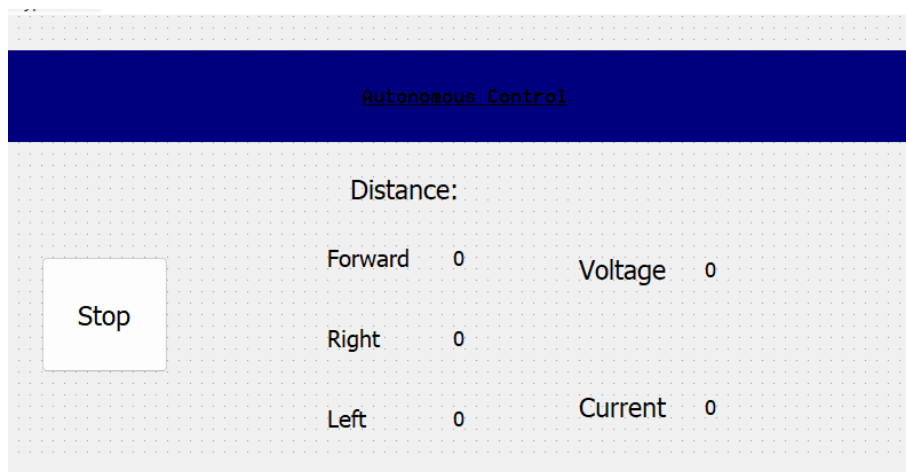 Autonomous Control
Distance:
Forward 0
Voltage 0
Stop
Right 0
Current 0
Left 0